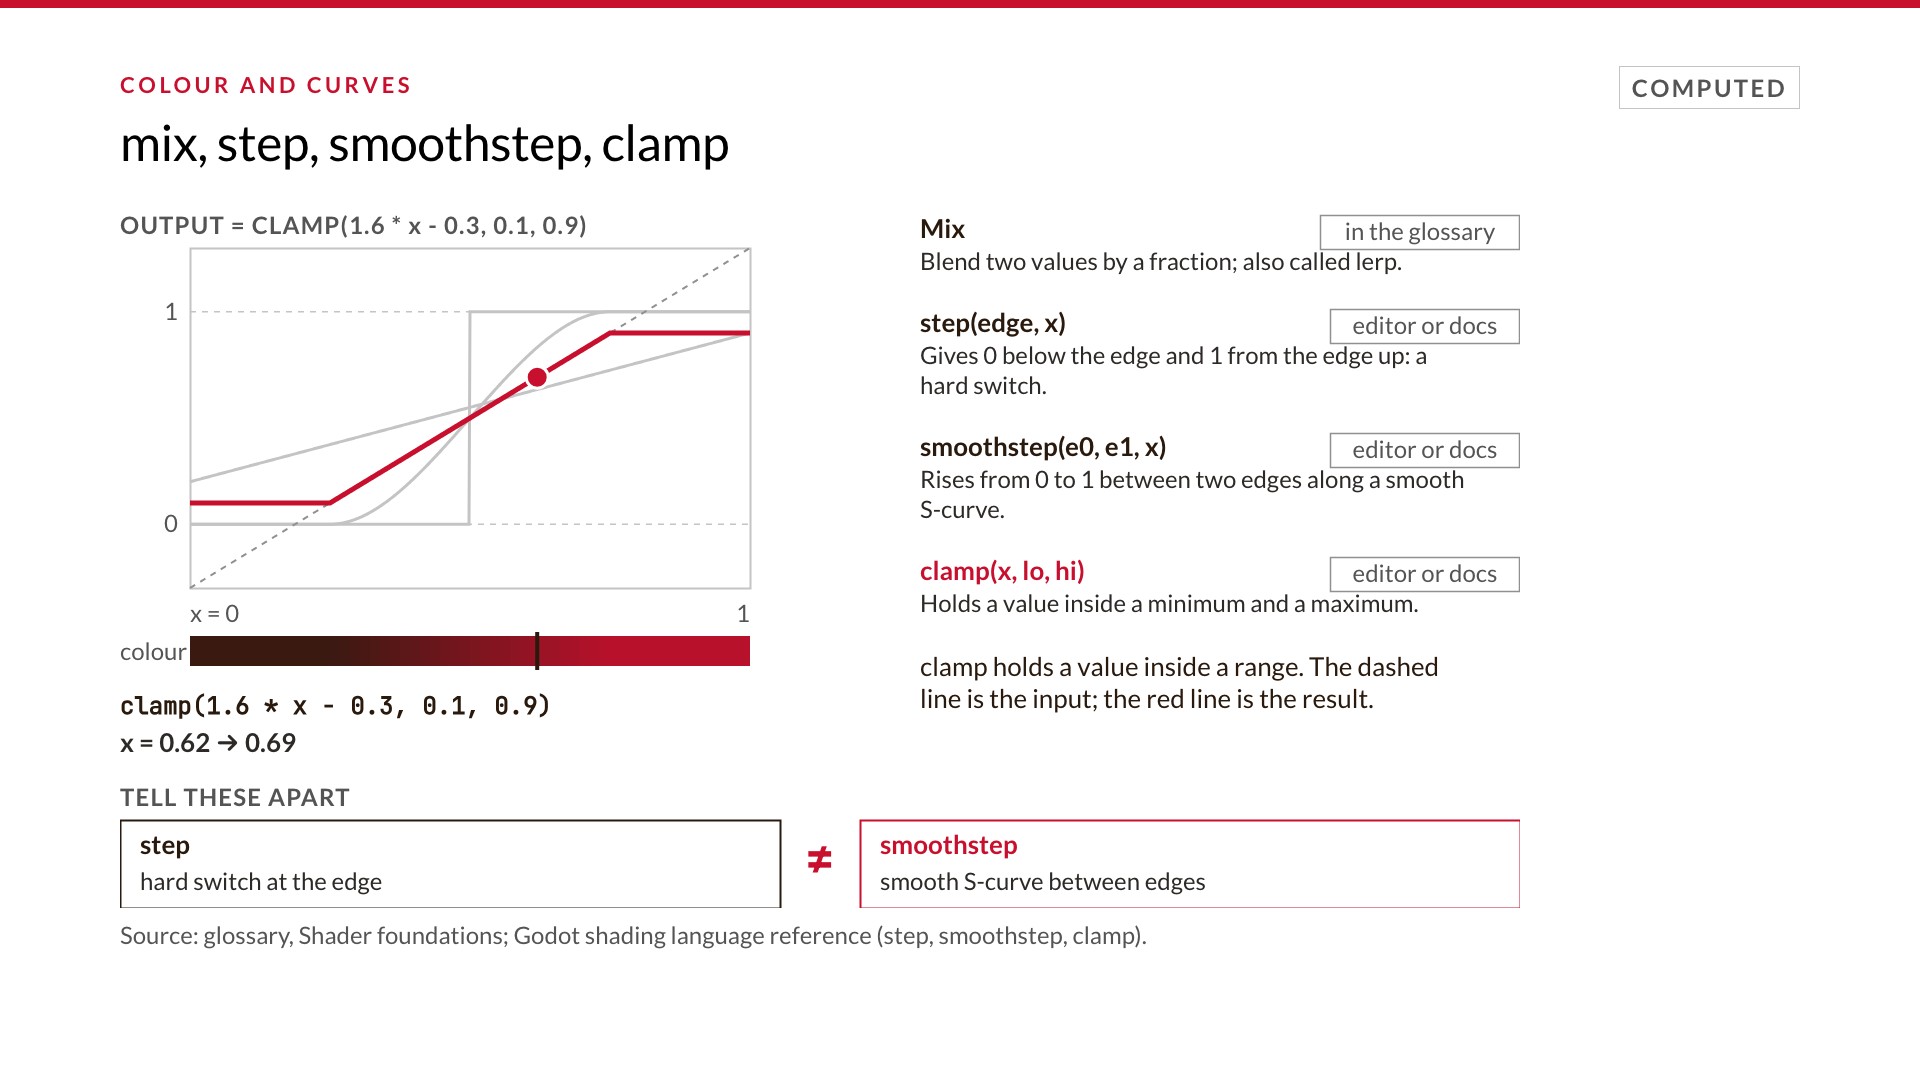 COLOUR AND CURVES
COMPUTED
mix, step, smoothstep, clamp
OUTPUT = CLAMP(1.6 * x - 0.3, 0.1, 0.9)
1
0
x = 0
1
colour
clamp(1.6 * x - 0.3, 0.1, 0.9)
x = 0.62 → 0.69
Mix
in the glossary
Blend two values by a fraction; also called lerp.
step(edge, x)
editor or docs
Gives 0 below the edge and 1 from the edge up: a
hard switch.
smoothstep(e0, e1, x)
editor or docs
Rises from 0 to 1 between two edges along a smooth
S-curve.
clamp(x, lo, hi)
editor or docs
Holds a value inside a minimum and a maximum.
clamp holds a value inside a range. The dashed
line is the input; the red line is the result.
TELL THESE APART
step
hard switch at the edge
≠
smoothstep
smooth S-curve between edges
Source: glossary, Shader foundations; Godot shading language reference (step, smoothstep, clamp).